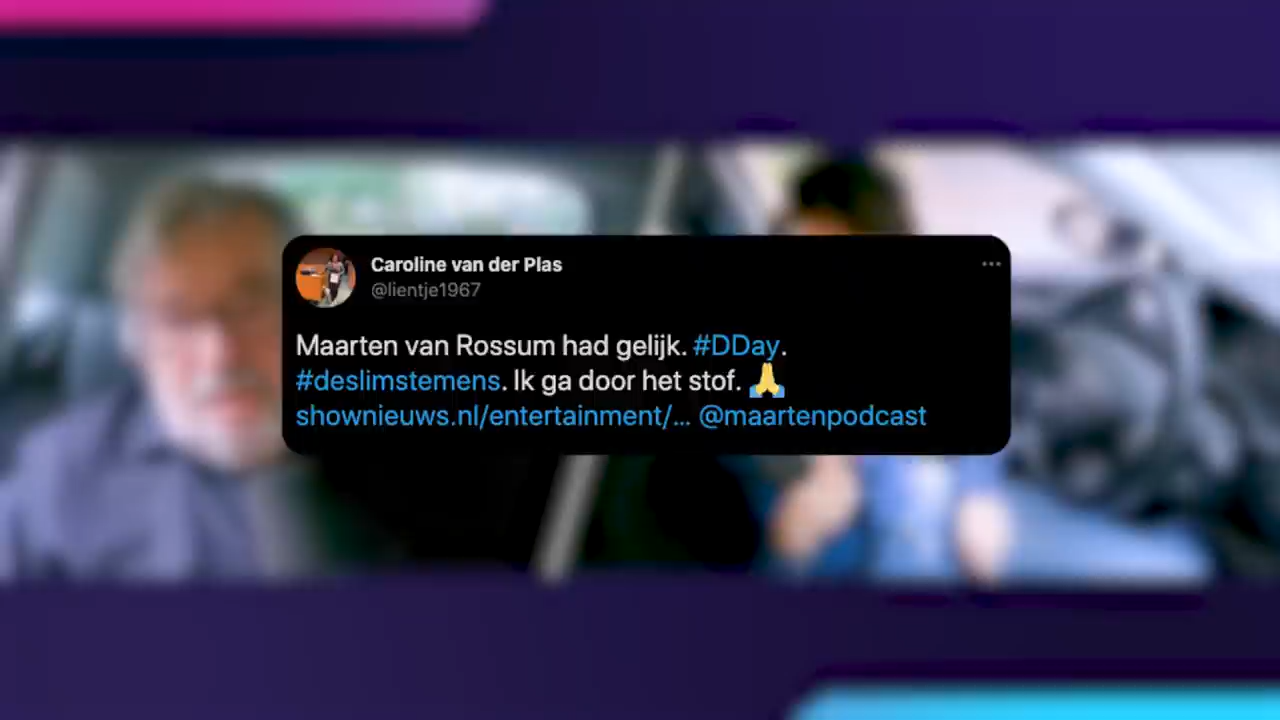 Caroline van der Plas
@lientje1967
Maarten van Rossum had gelijk. #DDay.
#deslimstemens. Ik ga door het stof. 🙏
shownieuws.nl/entertainment/... @maartenpodcast